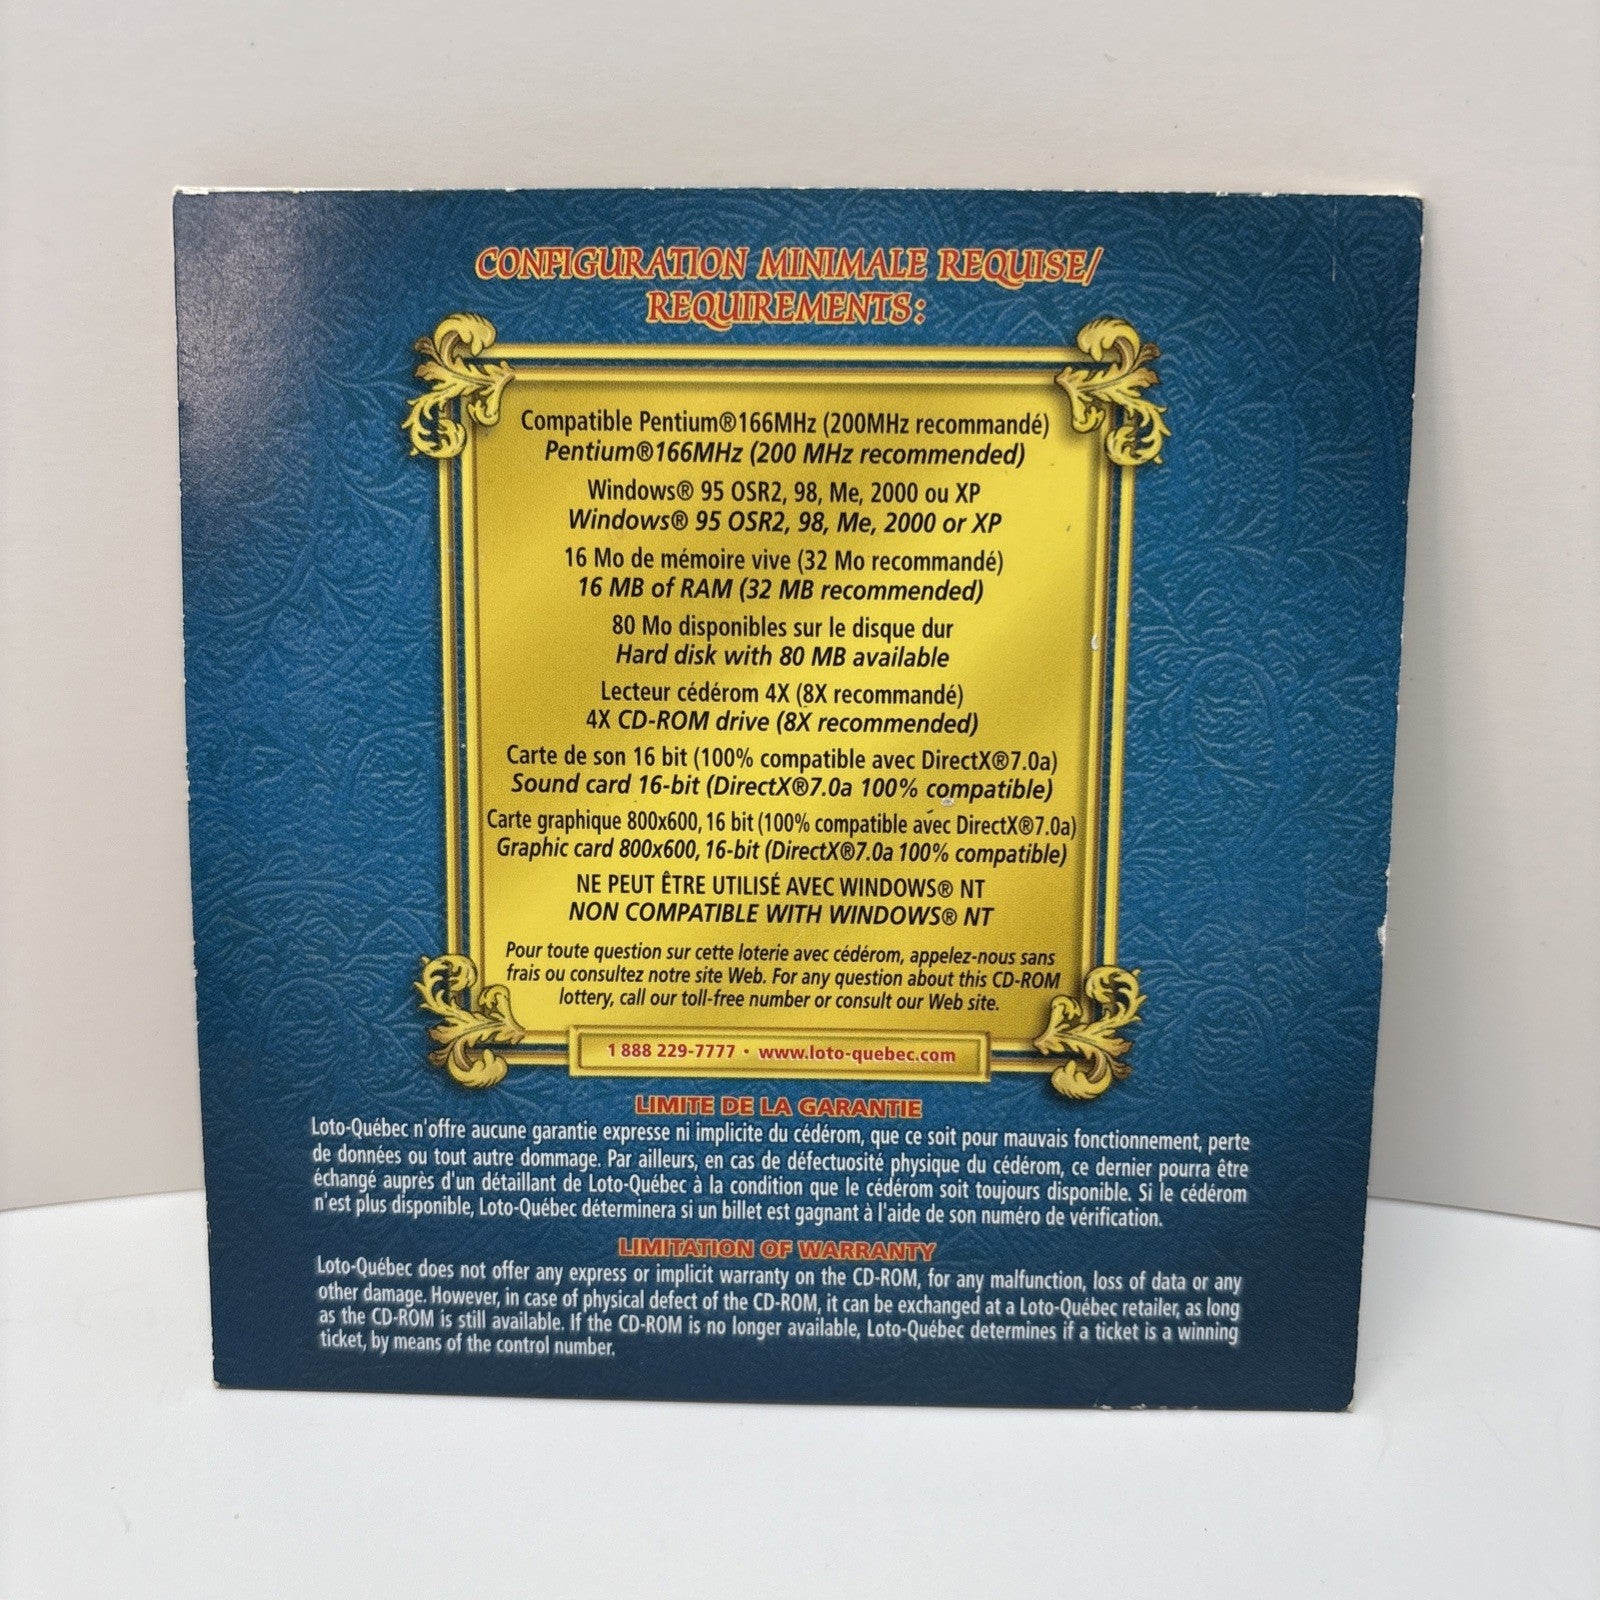 CONFIGURATION MINIMALE REQUISE/
REQUIREMENTS:
Compatible Pentium®166MHz (200MHz recommandé)
Pentium®166MHz (200 MHz recommended)
Windows® 95 OSR2, 98, Me, 2000 ou XP
Windows® 95 OSR2, 98, Me, 2000 or XP
16 Mo de mémoire vive (32 Mo recommandé)
16 MB of RAM (32 MB recommended)
80 Mo disponibles sur le disque dur
Hard disk with 80 MB available
Lecteur cédérom 4X (8X recommandé)
4X CD-ROM drive (8X recommended)
Carte de son 16 bit (100% compatible avec DirectX®7.0a)
Sound card 16-bit (DirectX®7.0a 100% compatible)
Carte graphique 800x600, 16 bit (100% compatible avec DirectX®7.0a)
Graphic card 800x600, 16-bit (DirectX®7.0a 100% compatible)
NE PEUT ÊTRE UTILISÉ AVEC WINDOWS® NT
NON COMPATIBLE WITH WINDOWS® NT
Pour toute question sur cette loterie avec cédérom, appelez-nous sans
frais ou consultez notre site Web. For any question about this CD-ROM
lottery, call our toll-free number or consult our Web site.
1 888 229-7777 • www.loto-quebec.com
LIMITE DE LA GARANTIE
Loto-Québec n'offre aucune garantie expresse ni implicite du cédérom, que ce soit pour mauvais fonctionnement, perte
de données ou tout autre dommage. Par ailleurs, en cas de défectuosité physique du cédérom, ce dernier pourra être
échangé auprès d'un détaillant de Loto-Québec à la condition que le cédérom soit toujours disponible. Si le cédérom
n'est plus disponible, Loto-Québec déterminera si un billet est gagnant à l'aide de son numéro de vérification.
LIMITATION OF WARRANTY
Loto-Québec does not offer any express or implicit warranty on the CD-ROM, for any malfunction, loss of data or any
other damage. However, in case of physical defect of the CD-ROM, it can be exchanged at a Loto-Québec retailer, as long
as the CD-ROM is still available. If the CD-ROM is no longer available, Loto-Québec determines if a ticket is a winning
ticket, by means of the control number.